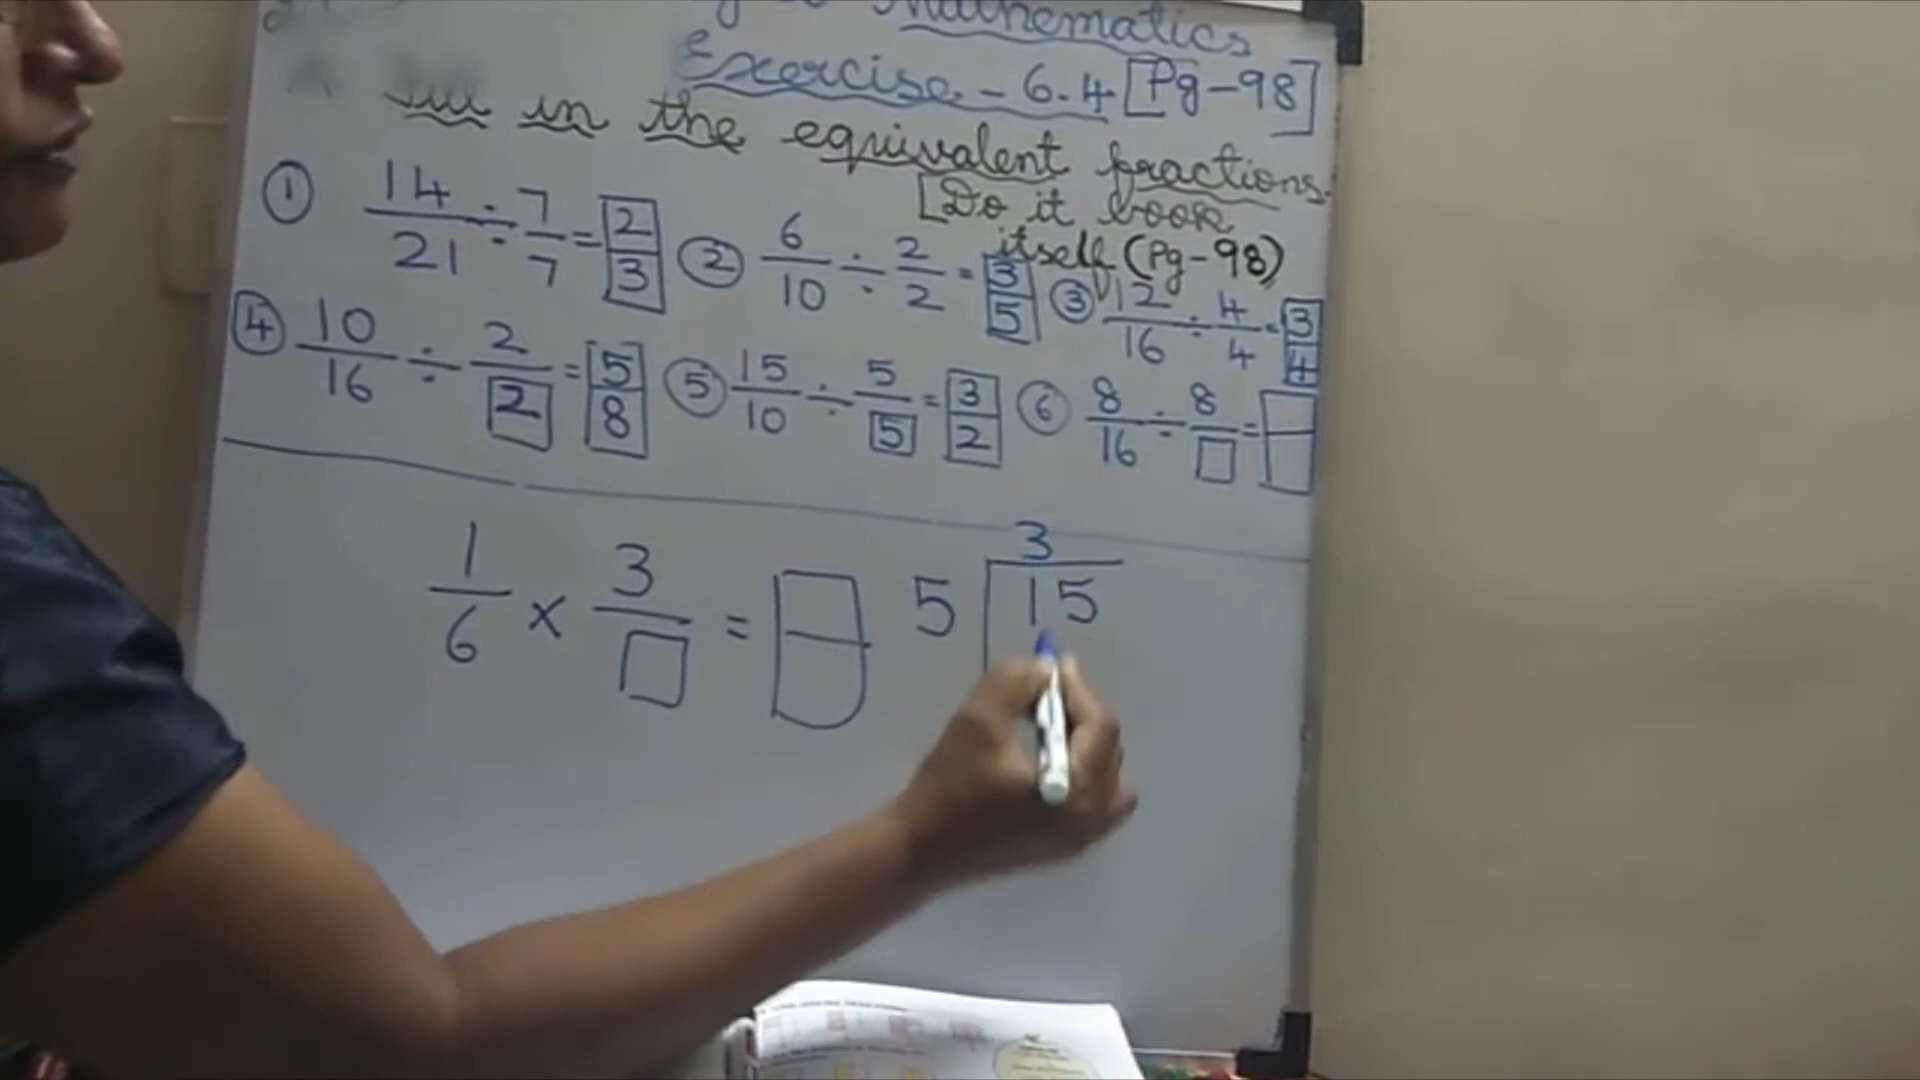 Mathematics
Exercise - 6.4 [Pg-98]
in the equivalent fractions.
[Do it book
itself (Pg-98)
① 14/21 ÷ 7/7 = 2/3 ② 6/10 ÷ 2/2 = 3/5 ③ 12/16 ÷ 4/4 = 3/4
④ 10/16 ÷ 2/2 = 5/8 ⑤ 15/10 ÷ 5/5 = 3/2 ⑥ 8/16 ÷ 8/□ = □/□
1/6 × 3/□ = □/□ 5 15 3